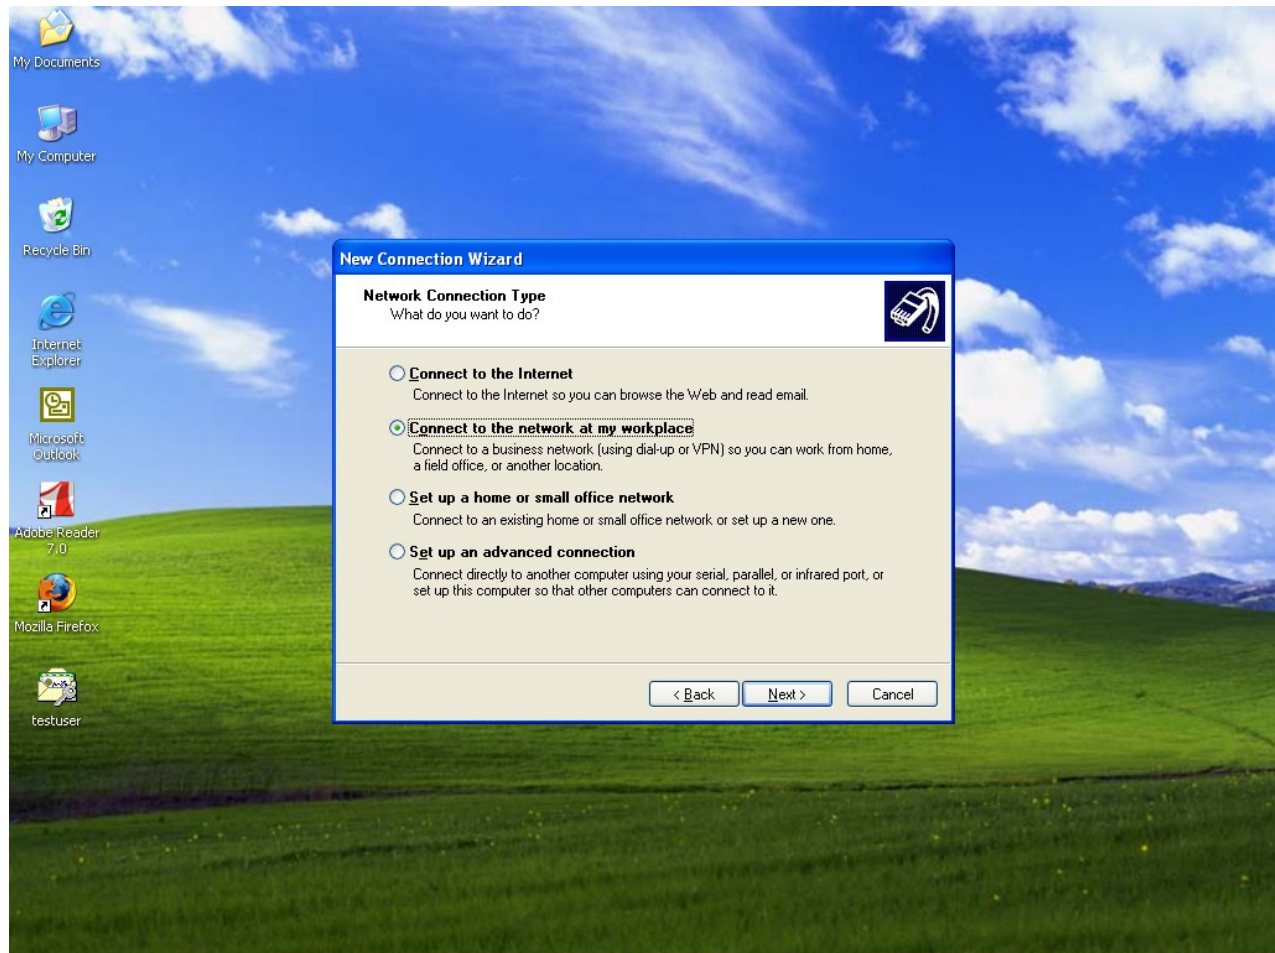 My Documents
My Computer
Recycle Bin
Internet
Explorer
Microsoft
Outlook
Adobe Reader
7.0
Mozilla Firefox
testuser
New Connection Wizard
Network Connection Type
What do you want to do?
Connect to the Internet
Connect to the Internet so you can browse the Web and read email.
Connect to the network at my workplace
Connect to a business network (using dial-up or VPN) so you can work from home,
a field office, or another location.
Set up a home or small office network
Connect to an existing home or small office network or set up a new one.
Set up an advanced connection
Connect directly to another computer using your serial, parallel, or infrared port, or
set up this computer so that other computers can connect to it.
< Back
Next >
Cancel